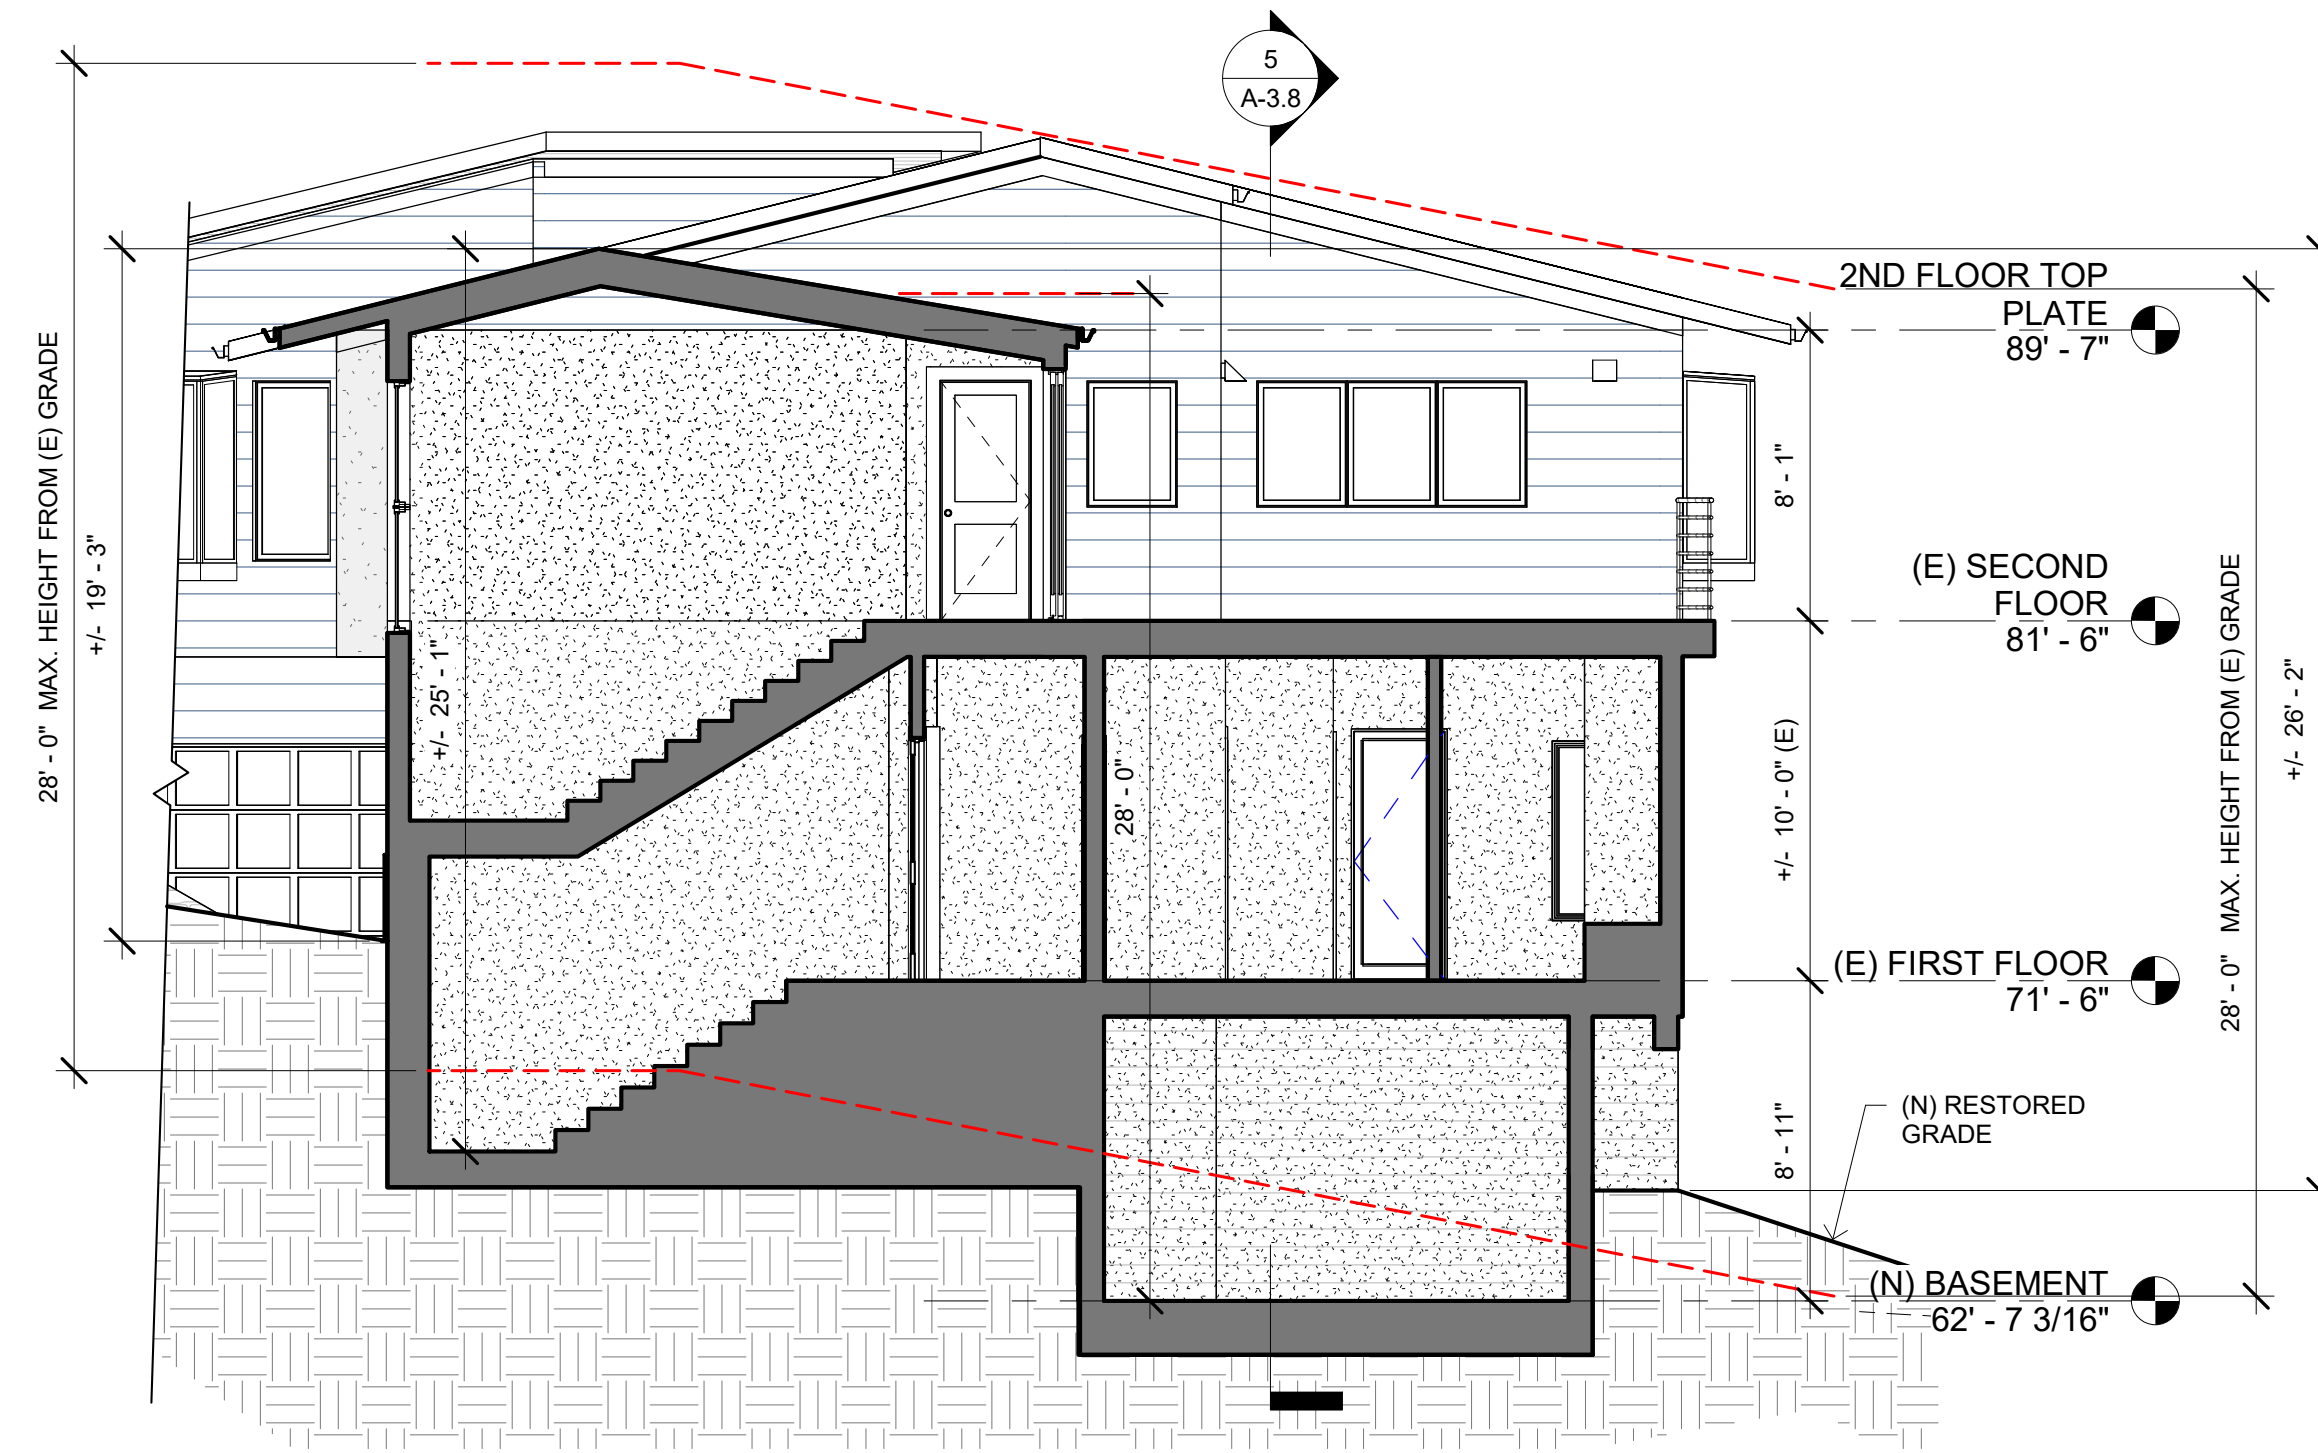 5
A-3.8
2ND FLOOR TOP
PLATE
89' - 7"
28' - 0"  MAX. HEIGHT FROM (E) GRADE
+/-  19' - 3"
8' - 1"
(E) SECOND
FLOOR
81' - 6"
+/-  25' - 1"
28' - 0"
+/-  10' - 0" (E)
28' - 0"  MAX. HEIGHT FROM (E) GRADE
+/-  26' - 2"
(E) FIRST FLOOR
71' - 6"
8' - 11"
(N) RESTORED
GRADE
(N) BASEMENT
62' - 7 3/16"